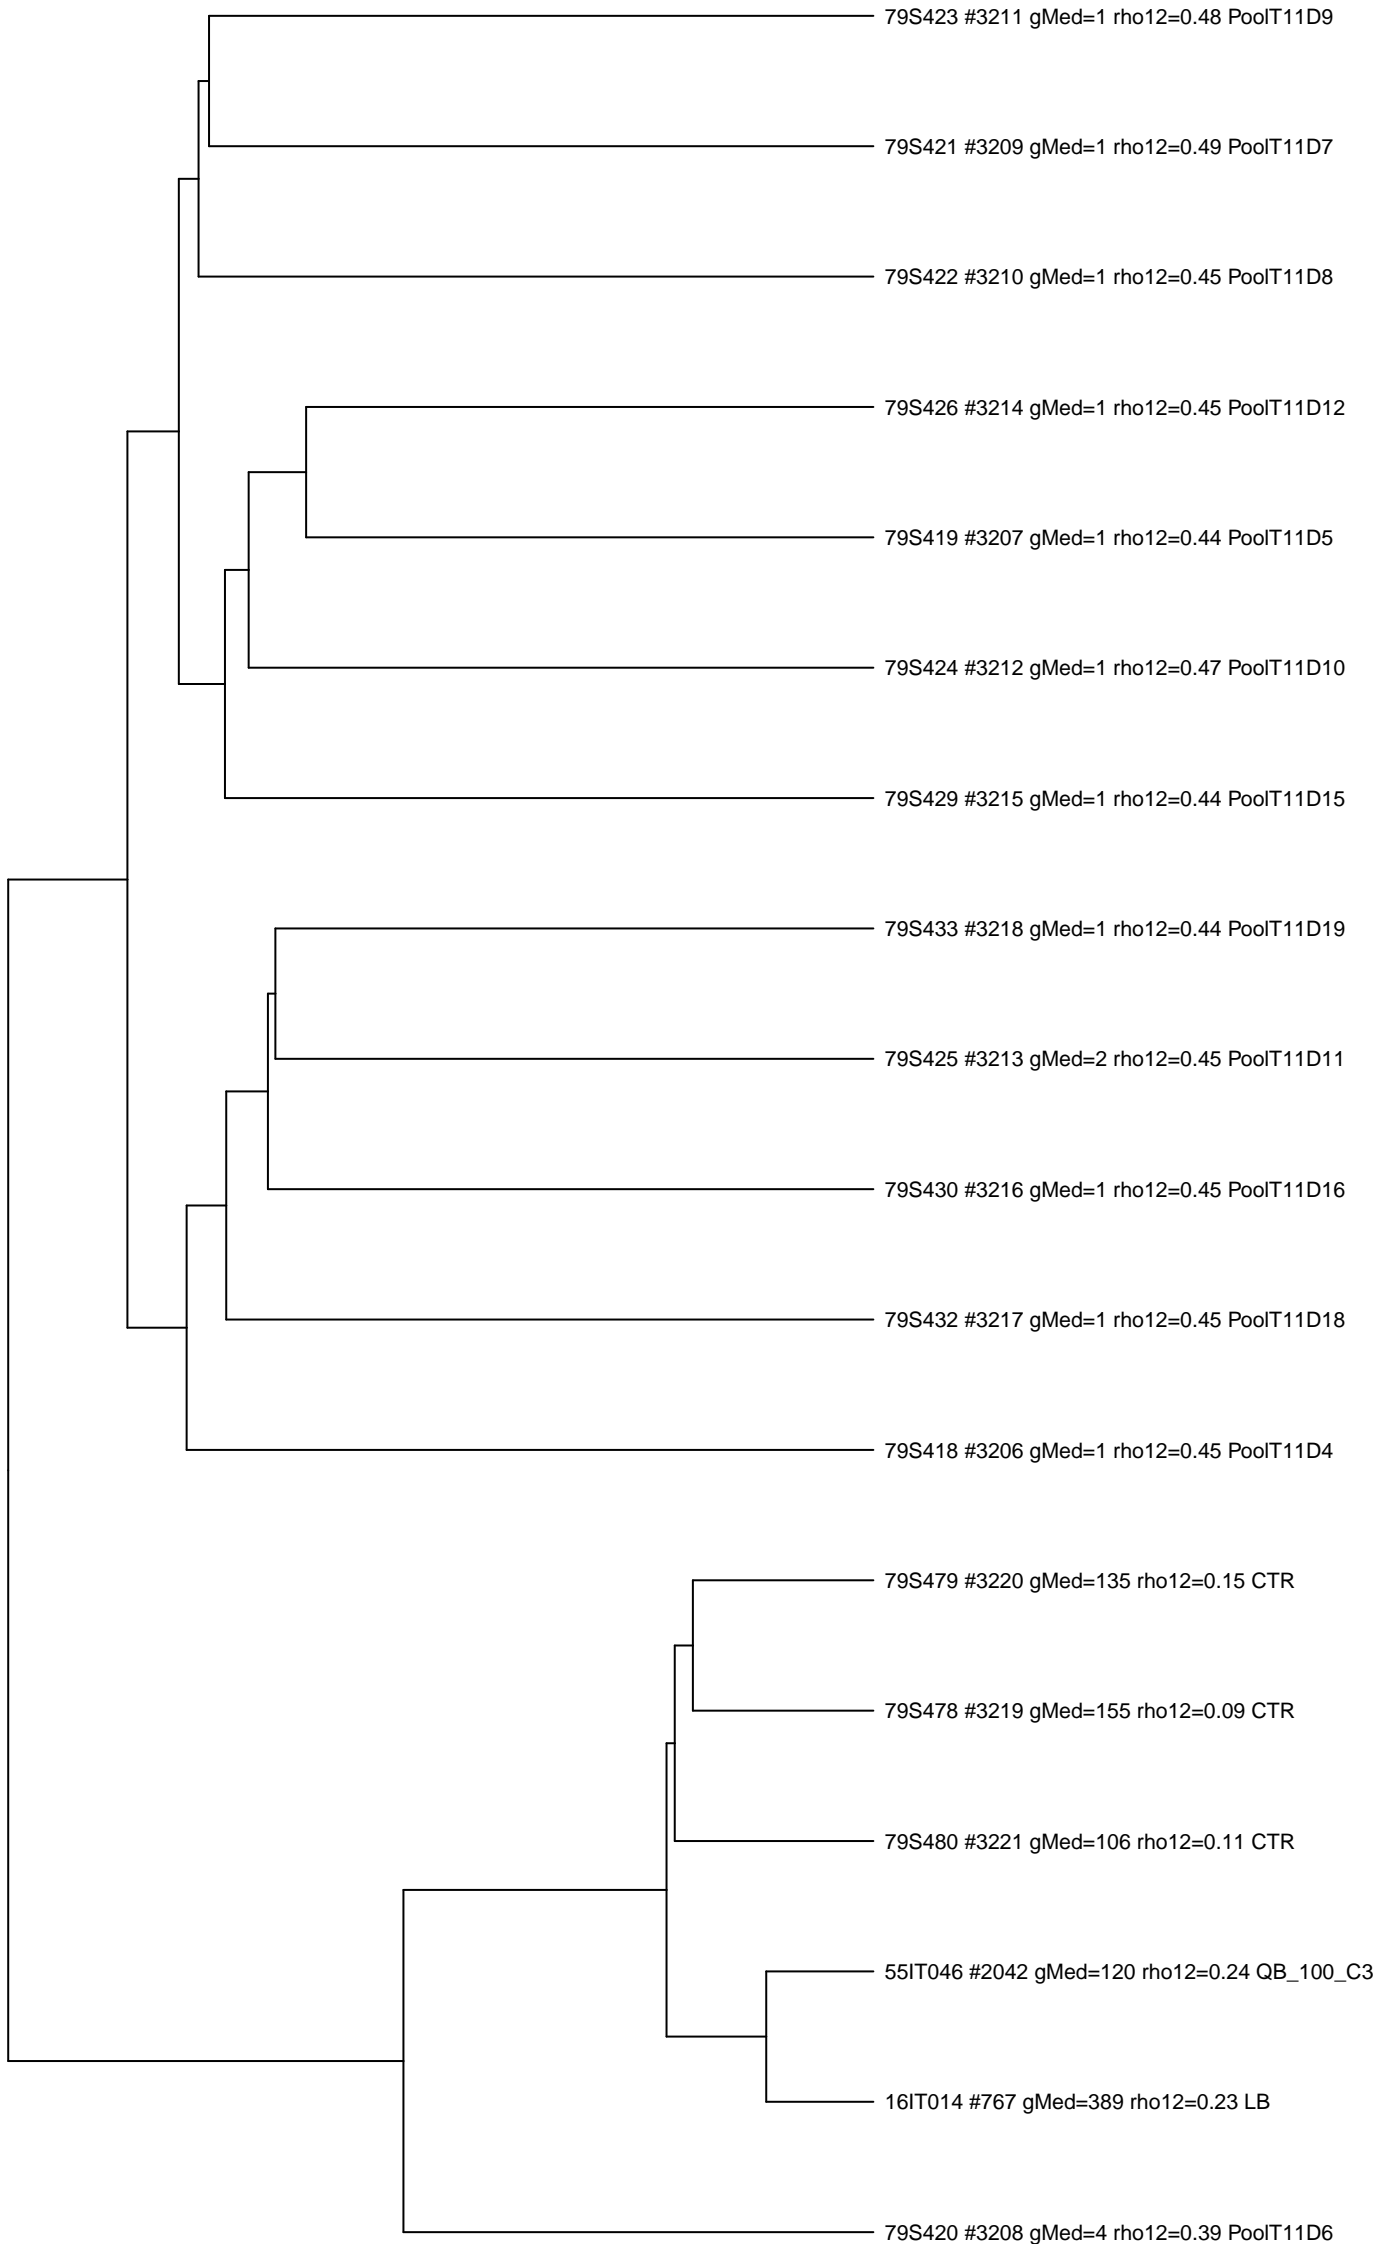 79S423 #3211 gMed=1 rho12=0.48 PoolT11D9
79S421 #3209 gMed=1 rho12=0.49 PoolT11D7
79S422 #3210 gMed=1 rho12=0.45 PoolT11D8
79S426 #3214 gMed=1 rho12=0.45 PoolT11D12
79S419 #3207 gMed=1 rho12=0.44 PoolT11D5
79S424 #3212 gMed=1 rho12=0.47 PoolT11D10
79S429 #3215 gMed=1 rho12=0.44 PoolT11D15
79S433 #3218 gMed=1 rho12=0.44 PoolT11D19
79S425 #3213 gMed=2 rho12=0.45 PoolT11D11
79S430 #3216 gMed=1 rho12=0.45 PoolT11D16
79S432 #3217 gMed=1 rho12=0.45 PoolT11D18
79S418 #3206 gMed=1 rho12=0.45 PoolT11D4
79S479 #3220 gMed=135 rho12=0.15 CTR
79S478 #3219 gMed=155 rho12=0.09 CTR
79S480 #3221 gMed=106 rho12=0.11 CTR
55IT046 #2042 gMed=120 rho12=0.24 QB_100_C3
16IT014 #767 gMed=389 rho12=0.23 LB
79S420 #3208 gMed=4 rho12=0.39 PoolT11D6